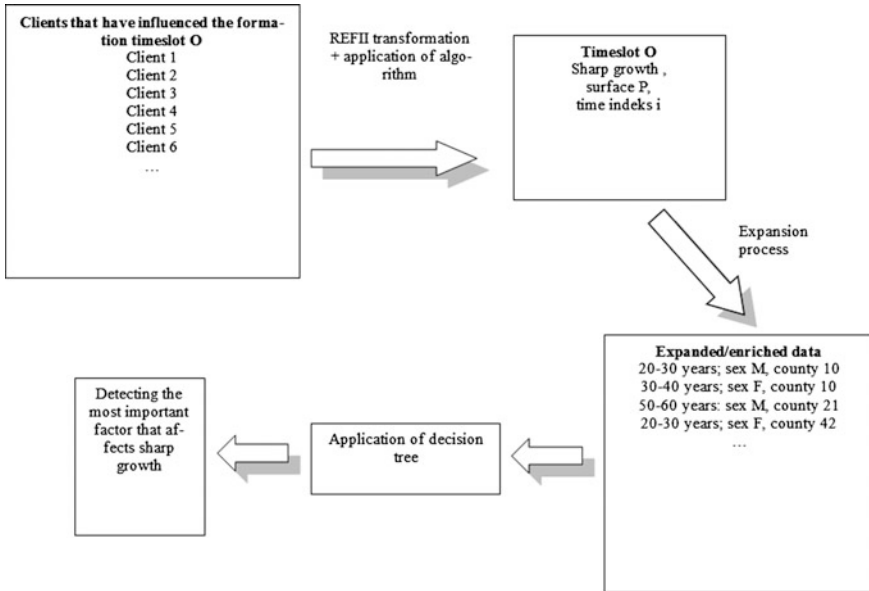 Clients that have influenced the forma-
tion timeslot O
Client 1
Client 2
Client 3
Client 4
Client 5
Client 6
...
REFII transformation
+ application of algo-
rithm
Timeslot O
Sharp growth ,
surface P,
time indeks i
Expansion
process
Expanded/enriched data
20-30 years; sex M, county 10
30-40 years; sex F, county 10
50-60 years: sex M, county 21
20-30 years; sex F, county 42
...
Application of decision
tree
Detecting the
most important
factor that af-
fects sharp
growth